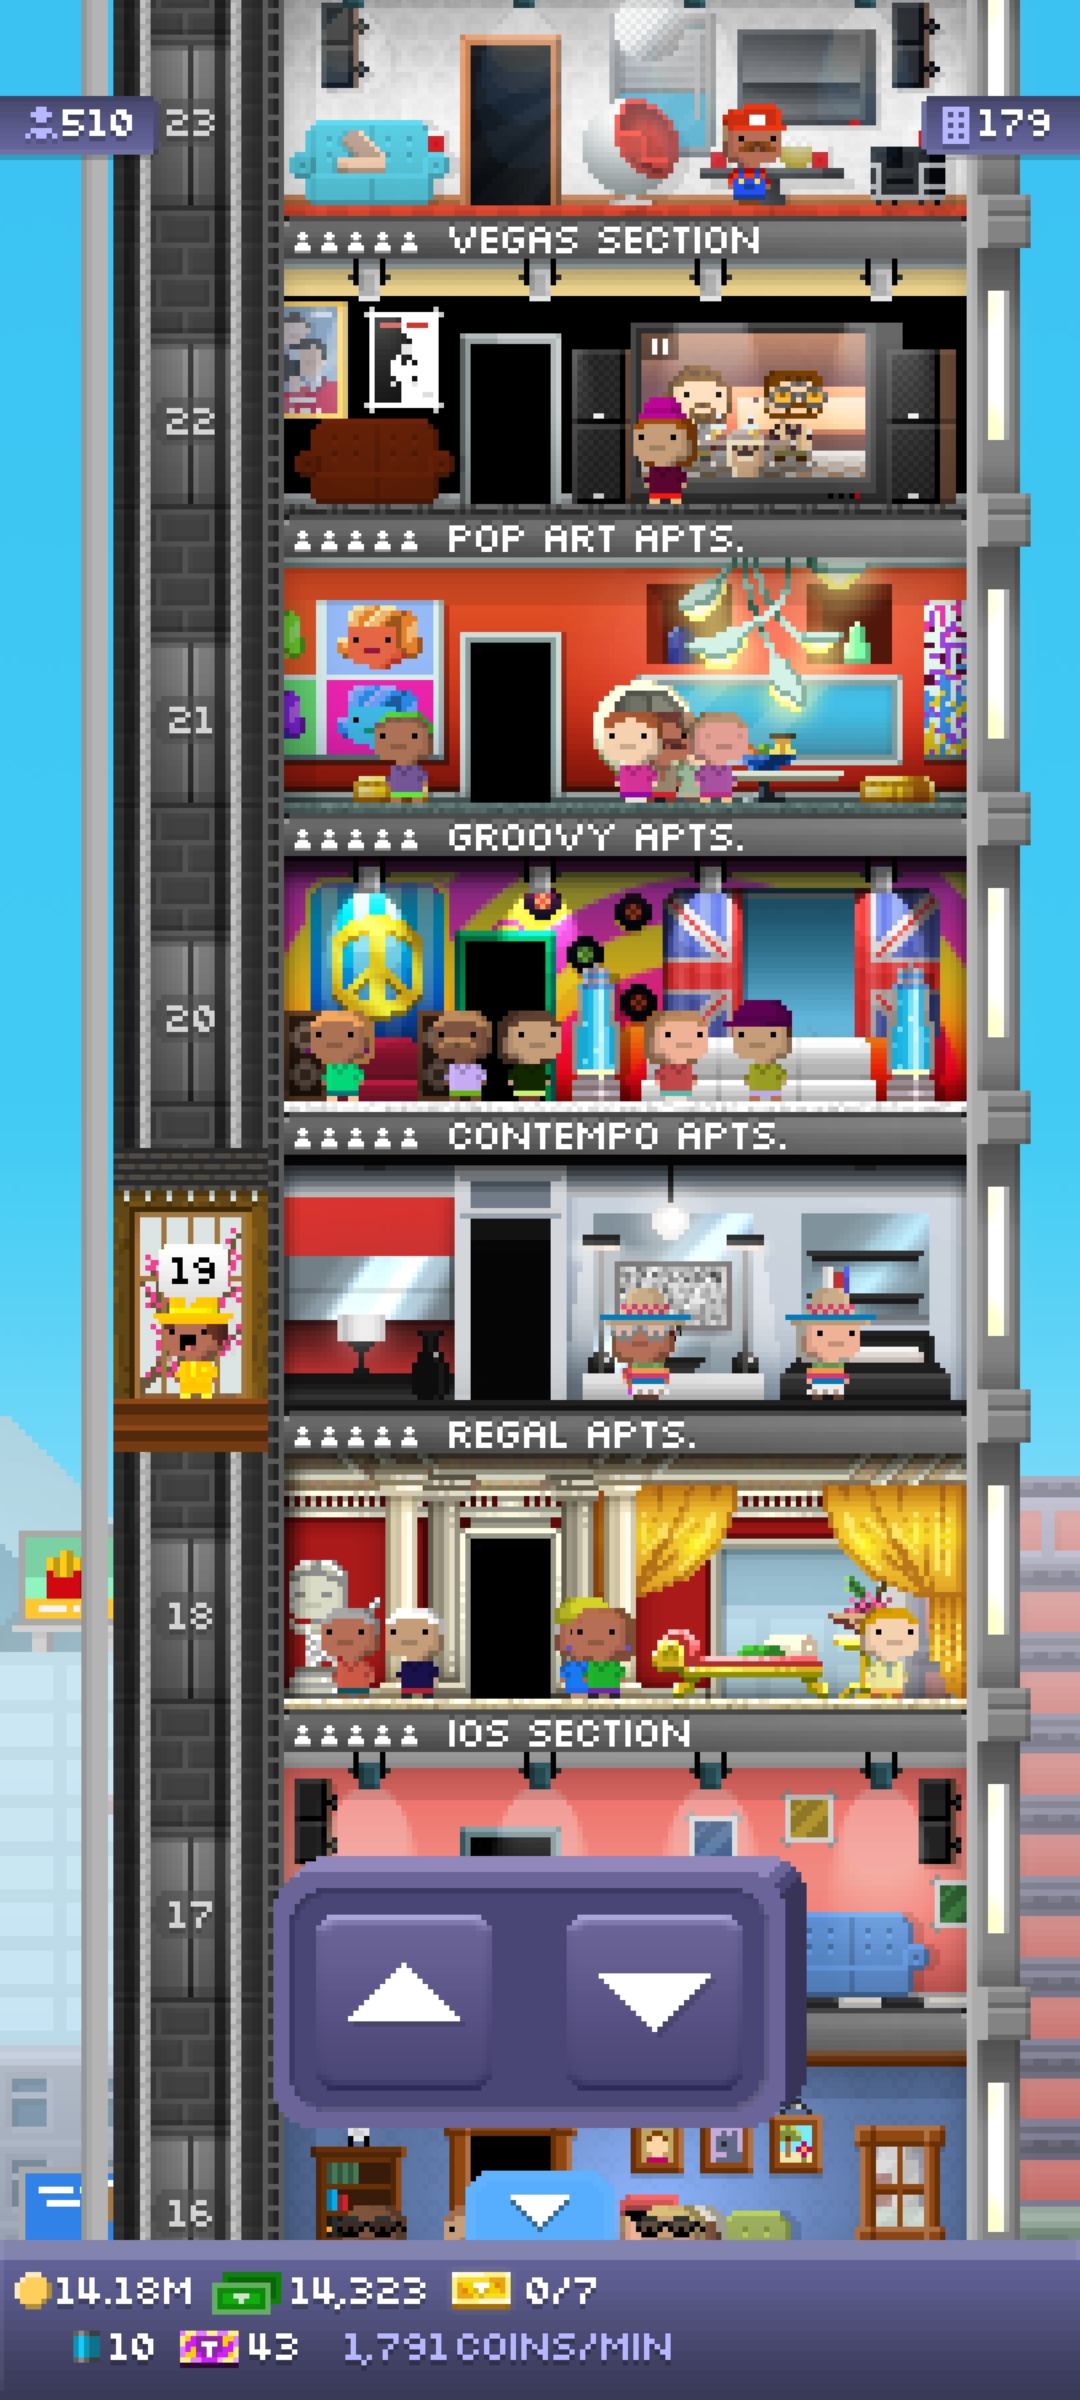 510
23
179
VEGAS SECTION
22
POP ART APTS.
21
GROOVY APTS.
20
CONTEMPO APTS.
19
REGAL APTS.
18
IOS SECTION
17
16
14.18M 14,323 0/7
10 T 43 1,791 COINS/MIN